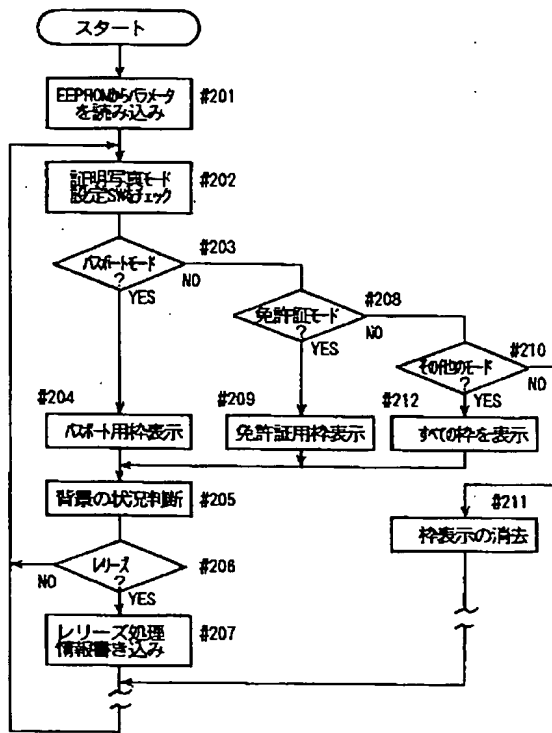 スタート
EEPROMからパラメータ
を読み込み
#201
証明写真モード
設定SWをチェック
#202
#203
パスポートモード
?
NO
YES
#208
免許証モード
?
NO
YES
#210
その他のモード
?
NO
YES
#204
パスポート用枠表示
#209
免許証用枠表示
#212
すべての枠を表示
背景の状況判断
#205
#211
枠表示の消去
レリーズ
?
#206
NO
YES
レリーズ処理
情報書き込み
#207